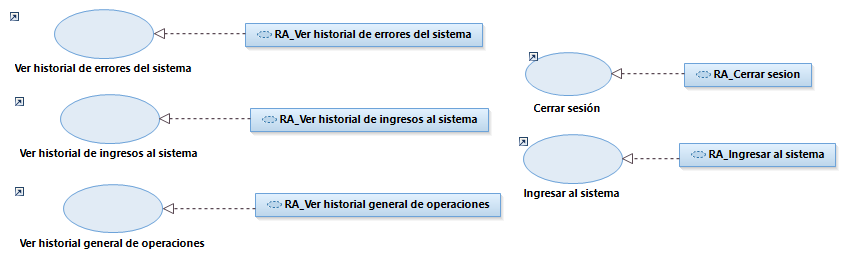 RA_Ver historial de errores del sistema
Ver historial de errores del sistema
RA_Ver historial de ingresos al sistema
Ver historial de ingresos al sistema
RA_Ver historial general de operaciones
Ver historial general de operaciones
RA_Cerrar sesion
Cerrar sesión
RA_Ingresar al sistema
Ingresar al sistema